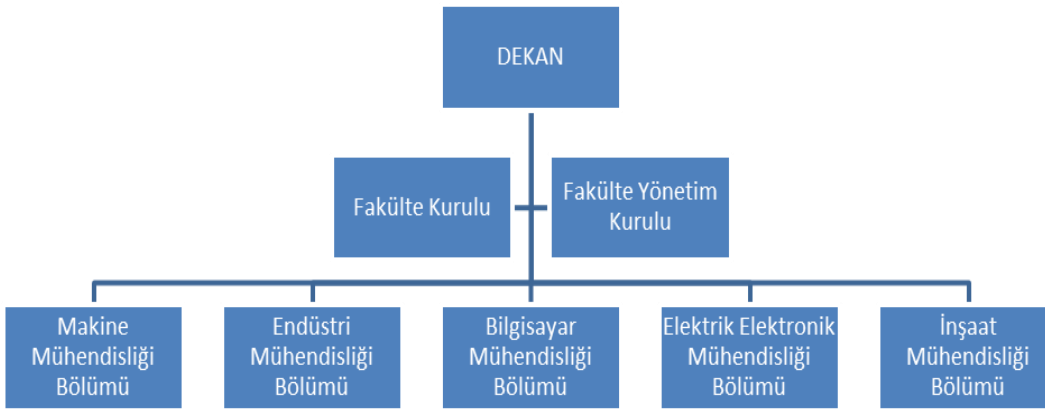 DEKAN
Fakülte Kurulu
Fakülte Yönetim
Kurulu
Makine
Mühendisliği
Bölümü
Endüstri
Mühendisliği
Bölümü
Bilgisayar
Mühendisliği
Bölümü
Elektrik Elektronik
Mühendisliği
Bölümü
İnşaat
Mühendisliği
Bölümü